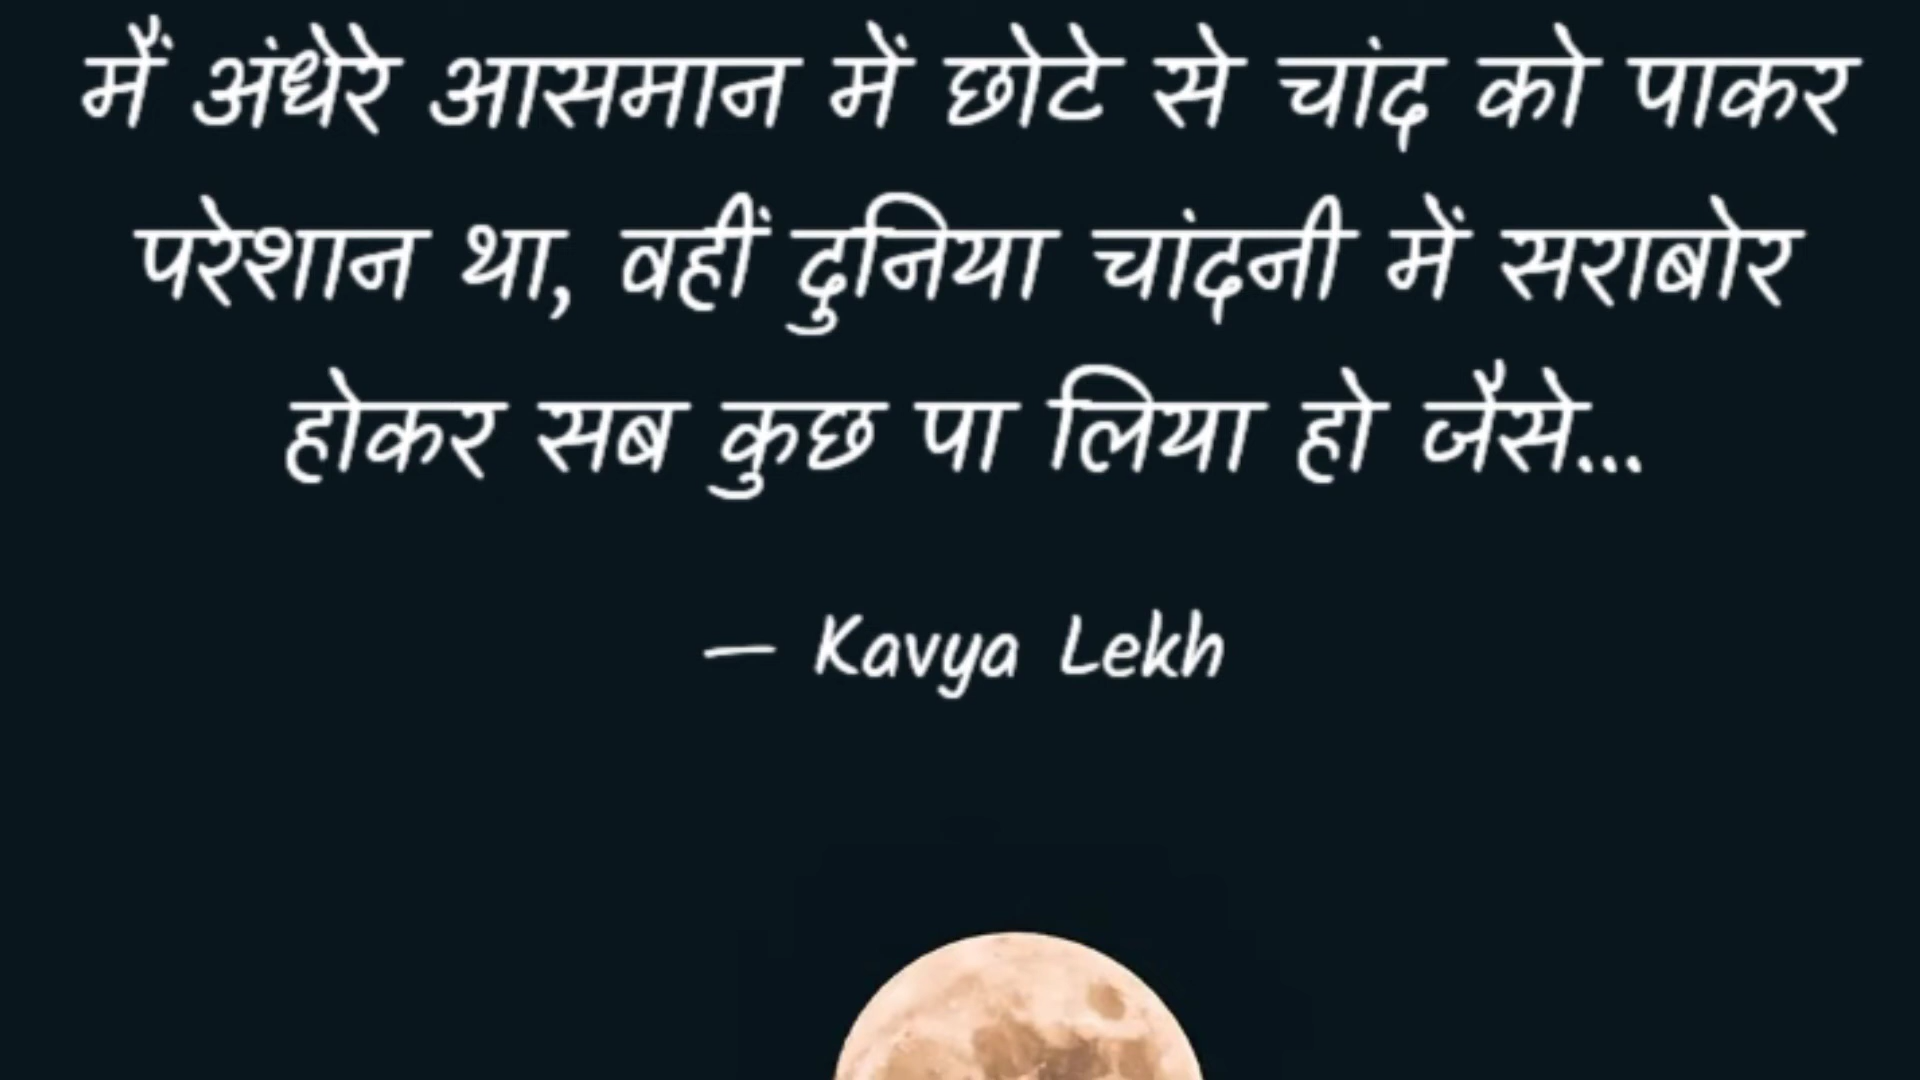 मैं अंधेरे आसमान में छोटे से चांद को पाकर
परेशान था, वहीं दुनिया चांदनी में सराबोर
होकर सब कुछ पा लिया हो जैसे...
— Kavya Lekh